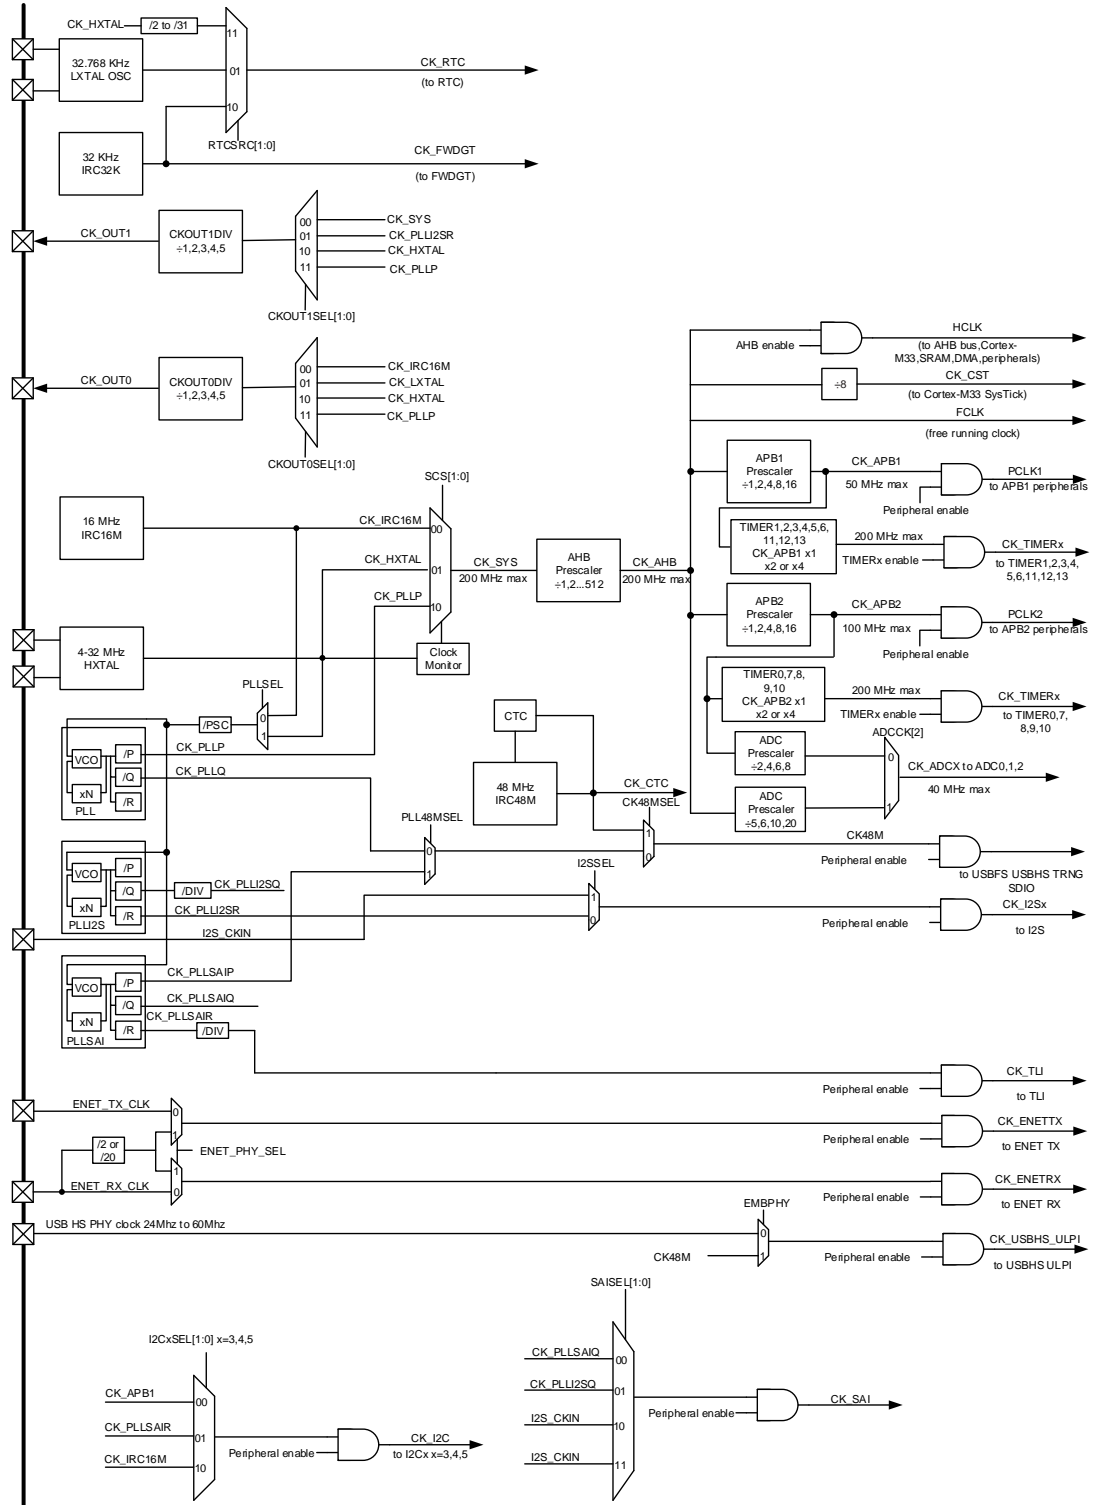 CK_HXTAL
/2 to /31
11
32.768 KHz
LXTAL OSC
01
CK_RTC
(to RTC)
10
RTCSRC[1:0]
32 KHz
IRC32K
CK_FWDGT
(to FWDGT)
CK_OUT1
CKOUT1DIV
÷1,2,3,4,5
00
01
10
11
CK_SYS
CK_PLLI2SR
CK_HXTAL
CK_PLLP
CKOUT1SEL[1:0]
CK_OUT0
CKOUT0DIV
÷1,2,3,4,5
00
01
10
11
CK_IRC16M
CK_LXTAL
CK_HXTAL
CK_PLLP
CKOUT0SEL[1:0]
AHB enable
HCLK
(to AHB bus,Cortex-
M33,SRAM,DMA,peripherals)
÷8
CK_CST
(to Cortex-M33 SysTick)
FCLK
(free running clock)
SCS[1:0]
16 MHz
IRC16M
CK_IRC16M
00
CK_HXTAL
01
CK_PLLP
10
CK_SYS
200 MHz max
AHB
Prescaler
÷1,2...512
CK_AHB
200 MHz max
APB1
Prescaler
÷1,2,4,8,16
CK_APB1
50 MHz max
Peripheral enable
PCLK1
to APB1 peripherals
TIMER1,2,3,4,5,6,
11,12,13
CK_APB1 x1
x2 or x4
200 MHz max
TIMERx enable
CK_TIMERx
to TIMER1,2,3,4,
5,6,11,12,13
APB2
Prescaler
÷1,2,4,8,16
CK_APB2
100 MHz max
Peripheral enable
PCLK2
to APB2 peripherals
4-32 MHz
HXTAL
Clock
Monitor
TIMER0,7,8,
9,10
CK_APB2 x1
x2 or x4
200 MHz max
TIMERx enable
CK_TIMERx
to TIMER0,7,
8,9,10
PLLSEL
/PSC
0
1
CTC
ADCCK[2]
ADC
Prescaler
÷2,4,6,8
0
CK_ADCX to ADC0,1,2
40 MHz max
ADC
Prescaler
÷5,6,10,20
1
VCO
xN
PLL
/P
/Q
/R
CK_PLLP
CK_PLLQ
48 MHz
IRC48M
CK_CTC
CK48MSEL
1
0
PLL48MSEL
0
1
CK48M
Peripheral enable
to USBFS USBHS TRNG
SDIO
VCO
xN
PLLI2S
/P
/Q
/R
/DIV
CK_PLLI2SQ
CK_PLLI2SR
I2SSEL
1
0
Peripheral enable
CK_I2Sx
to I2S
I2S_CKIN
VCO
xN
PLLSAI
/P
/Q
/R
CK_PLLSAIP
CK_PLLSAIQ
CK_PLLSAIR
/DIV
Peripheral enable
CK_TLI
to TLI
ENET_TX_CLK
0
1
/2 or
/20
ENET_PHY_SEL
Peripheral enable
CK_ENETTX
to ENET TX
ENET_RX_CLK
1
0
Peripheral enable
CK_ENETRX
to ENET RX
USB HS PHY clock 24Mhz to 60Mhz
EMBPHY
0
CK48M
1
Peripheral enable
CK_USBHS_ULPI
to USBHS ULPI
SAISEL[1:0]
CK_PLLSAIQ
00
CK_PLLI2SQ
01
I2S_CKIN
10
I2S_CKIN
11
Peripheral enable
CK_SAI
I2CxSEL[1:0] x=3,4,5
CK_APB1
00
CK_PLLSAIR
01
CK_IRC16M
10
Peripheral enable
CK_I2C
to I2Cx x=3,4,5